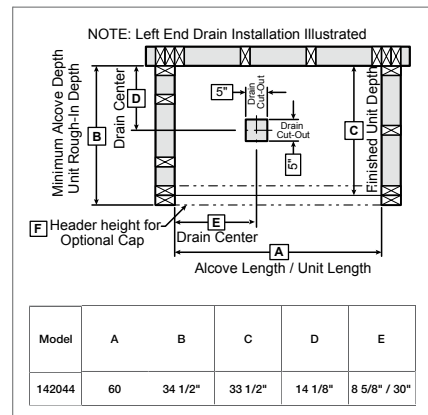 NOTE: Left End Drain Installation Illustrated
Minimum Alcove Depth
Unit Rough-In Depth
B
D
Drain Center
5"
Drain
Cut-Out
Drain
Cut-Out
5"
C
Finished Unit Depth
F Header height for
Optional Cap
E
Drain Center
A
Alcove Length / Unit Length
Model A B C D E
142044 60 34 1/2" 33 1/2" 14 1/8" 8 5/8" / 30"